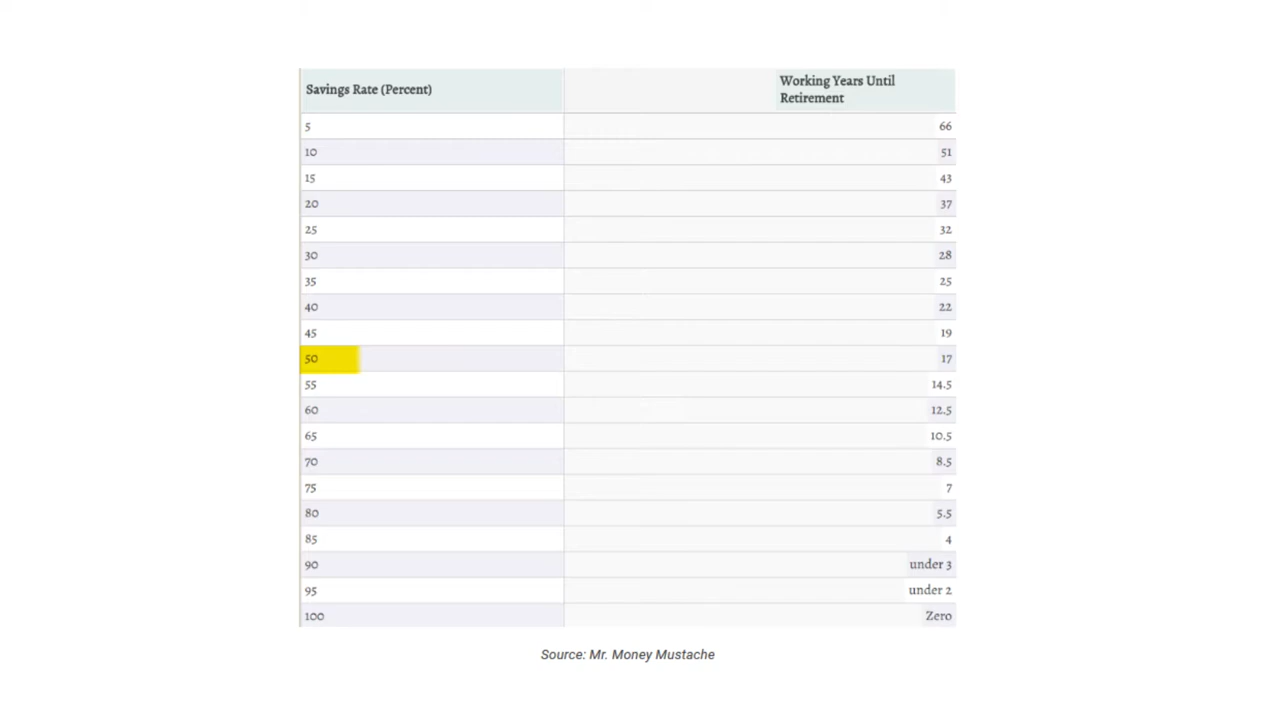 Savings Rate (Percent)
Working Years Until
Retirement
5 66
10 51
15 43
20 37
25 32
30 28
35 25
40 22
45 19
50 17
55 14.5
60 12.5
65 10.5
70 8.5
75 7
80 5.5
85 4
90 under 3
95 under 2
100 Zero
Source: Mr. Money Mustache